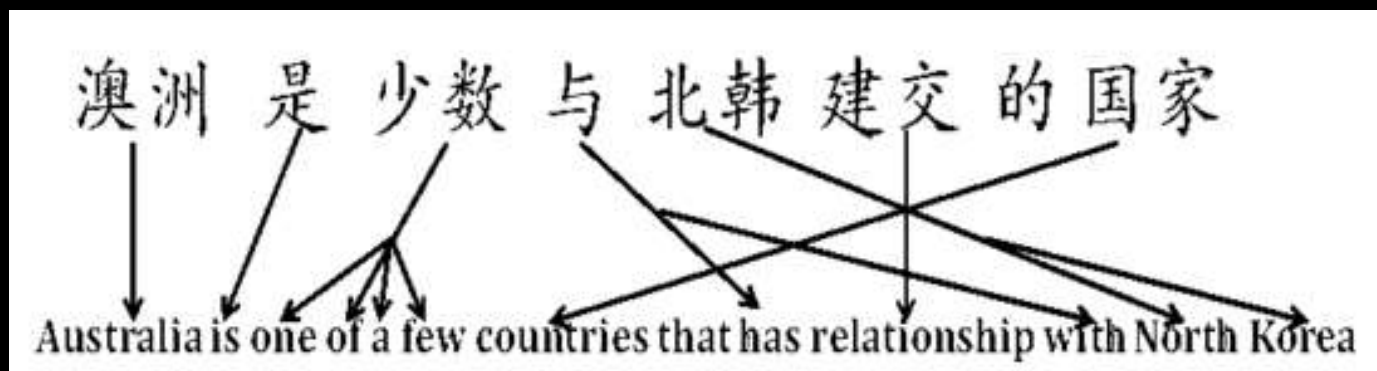 澳洲 是 少数 与 北韩 建交 的 国家
Australia is one of a few countries that has relationship with North Korea